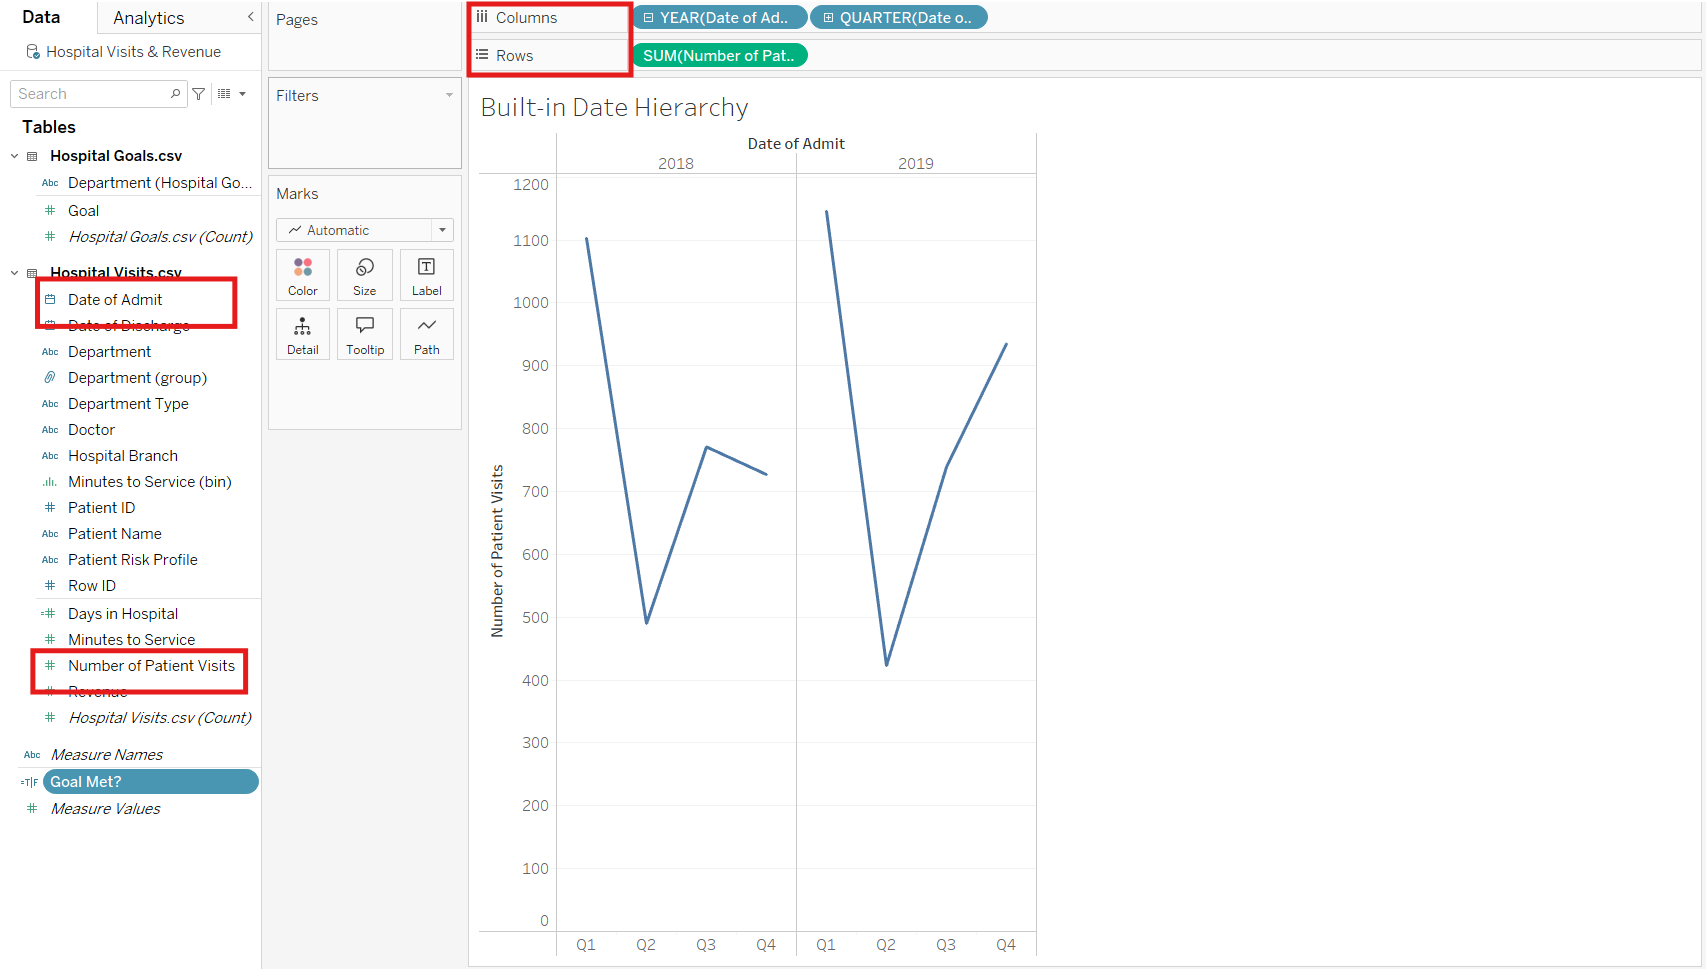 Data
Analytics
Hospital Visits & Revenue
Search
Tables
Hospital Goals.csv
Abc Department (Hospital Go...
# Goal
# Hospital Goals.csv (Count)
Hospital Visits.csv
Date of Admit
Date of Discharge
Abc Department
Department (group)
Abc Department Type
Abc Doctor
Abc Hospital Branch
Minutes to Service (bin)
# Patient ID
Abc Patient Name
Abc Patient Risk Profile
# Row ID
=# Days in Hospital
# Minutes to Service
# Number of Patient Visits
# Revenue
# Hospital Visits.csv (Count)
Abc Measure Names
=T|F Goal Met?
# Measure Values
Pages
Filters
Marks
Automatic
Color Size Label
Detail Tooltip Path
Columns YEAR(Date of Ad.. QUARTER(Date o..
Rows SUM(Number of Pat..
Built-in Date Hierarchy
Date of Admit
2018 2019
Number of Patient Visits
1200
1100
1000
900
800
700
600
500
400
300
200
100
0
Q1 Q2 Q3 Q4 Q1 Q2 Q3 Q4